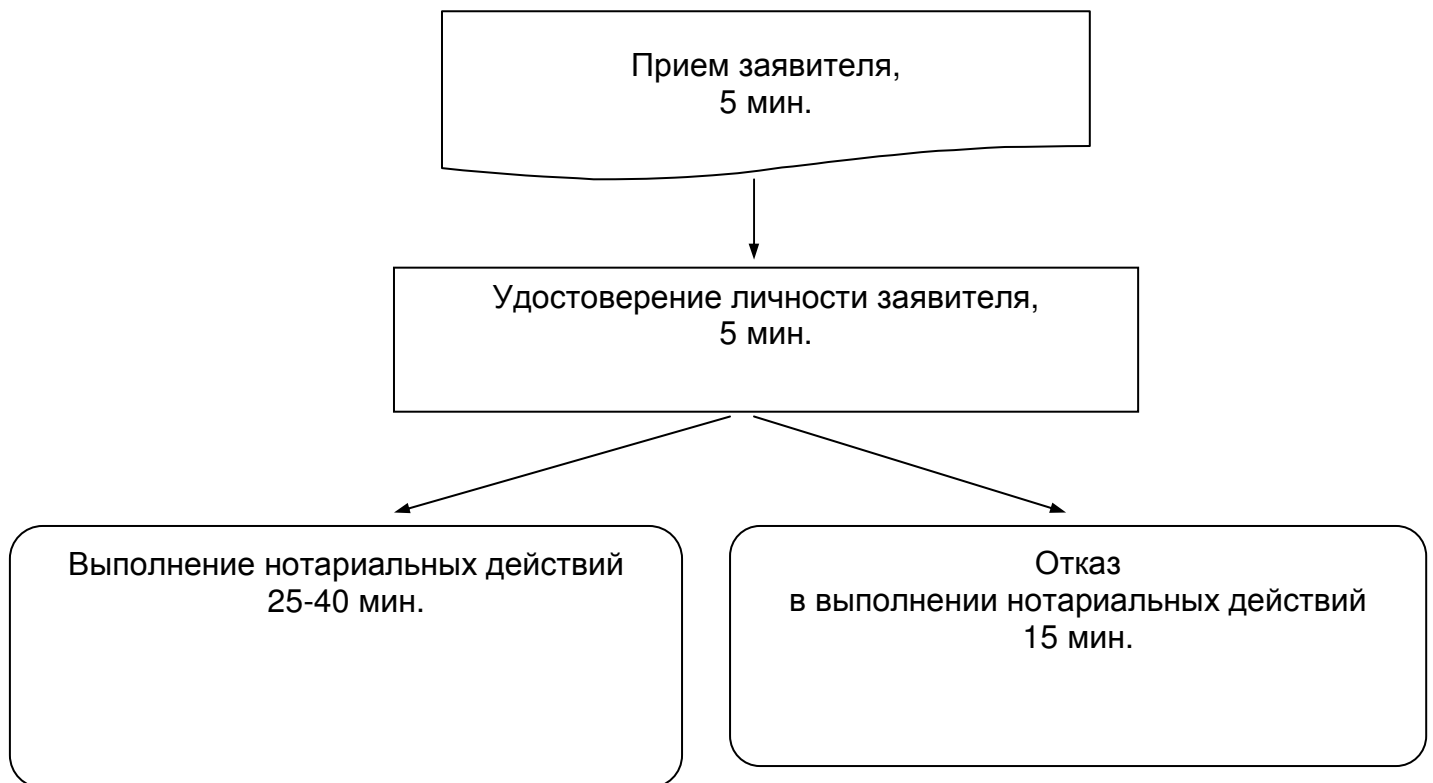 Прием заявителя,
5 мин.
Удостоверение личности заявителя,
5 мин.
Выполнение нотариальных действий
25-40 мин.
Отказ
в выполнении нотариальных действий
15 мин.